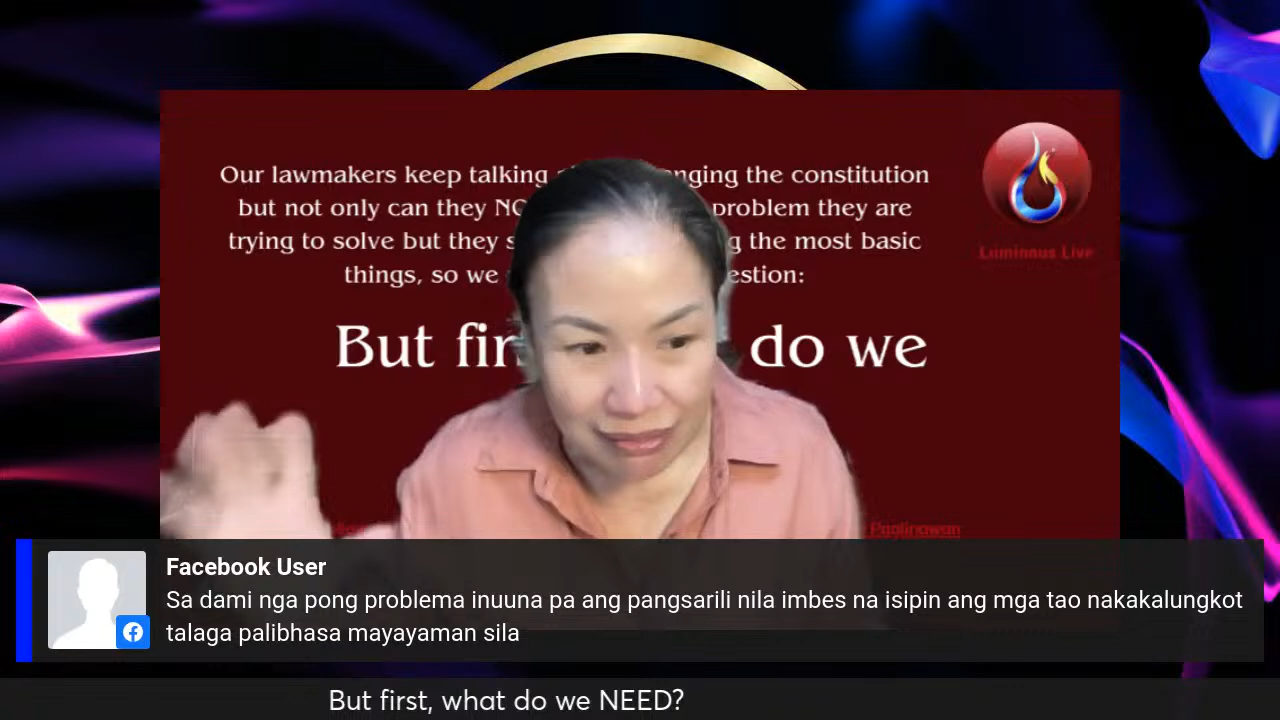 Our lawmakers keep talking nging the constitution
but not only can they problem they are
trying to solve but they g the most basic
things, so we estion:
But fir do we
Luminous Live
Paglinawan
Facebook User
Sa dami nga pong problema inuuna pa ang pangsarili nila imbes na isipin ang mga tao nakakalungkot
talaga palibhasa mayayaman sila
But first, what do we NEED?